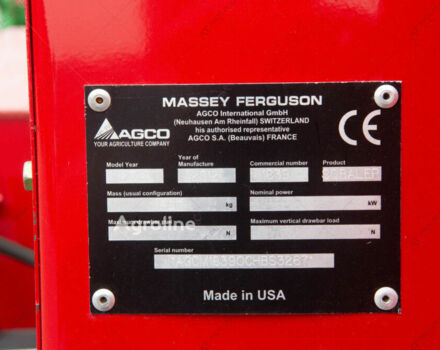 MASSEY FERGUSON
AGCO International GmbH
(Neuhausen Am Rheinfall) SWITZERLAND
his authorised representative
AGCO S.A. (Beauvais) FRANCE
CE
AGCO
YOUR AGRICULTURE COMPANY
Model Year
Year of Manufacture
Commercial number
Product
Mass (usual configuration)
Nominal power
kg
kW
Agroline
Maximum vertical drawbar load
N
N
Serial number
Made in USA